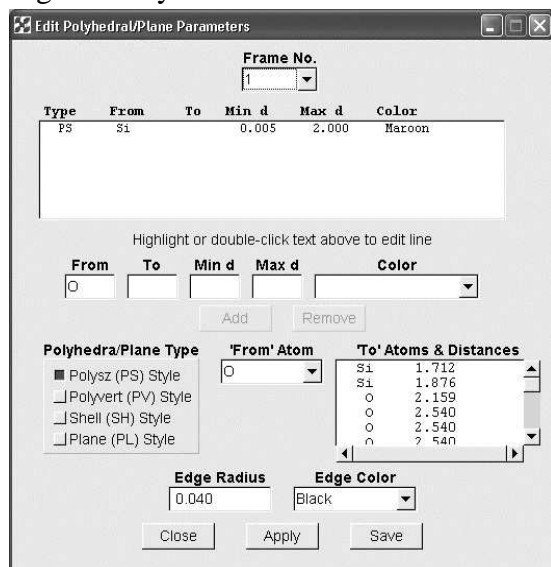 Edit Polyhedral/Plane Parameters
Frame No.
1
Type From To Min d Max d Color
PS Si 0.005 2.000 Maroon
Highlight or double-click text above to edit line
From To Min d Max d Color
O
Add Remove
Polyhedra/Plane Type 'From' Atom 'To' Atoms & Distances
Polysz (PS) Style
Polyvert (PV) Style
Shell (SH) Style
Plane (PL) Style
O
Si 1.712
Si 1.876
O 2.159
O 2.540
O 2.540
O 2.540
Edge Radius Edge Color
0.040 Black
Close Apply Save